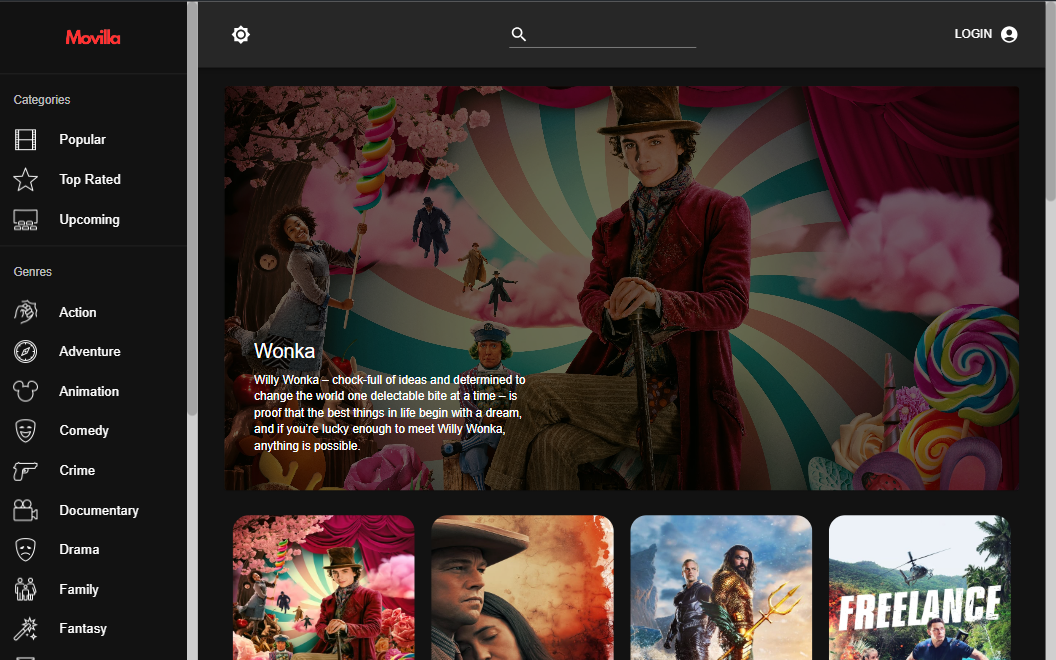 Movilla
LOGIN
Categories
Popular
Top Rated
Upcoming
Genres
Action
Adventure
Animation
Comedy
Crime
Documentary
Drama
Family
Fantasy
Wonka
Willy Wonka – chock-full of ideas and determined to
change the world one delectable bite at a time – is
proof that the best things in life begin with a dream,
and if you're lucky enough to meet Willy Wonka,
anything is possible.
FREELANCE